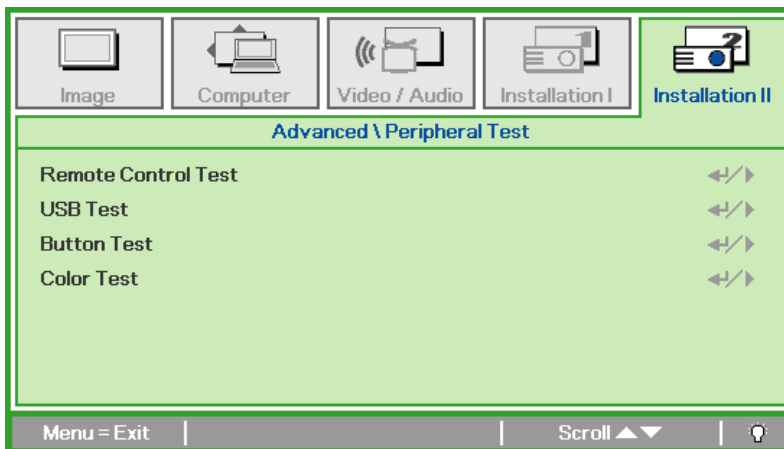 Image
Computer
Video / Audio
Installation I
Installation II
Advanced \ Peripheral Test
Remote Control Test
USB Test
Button Test
Color Test
Menu = Exit
Scroll